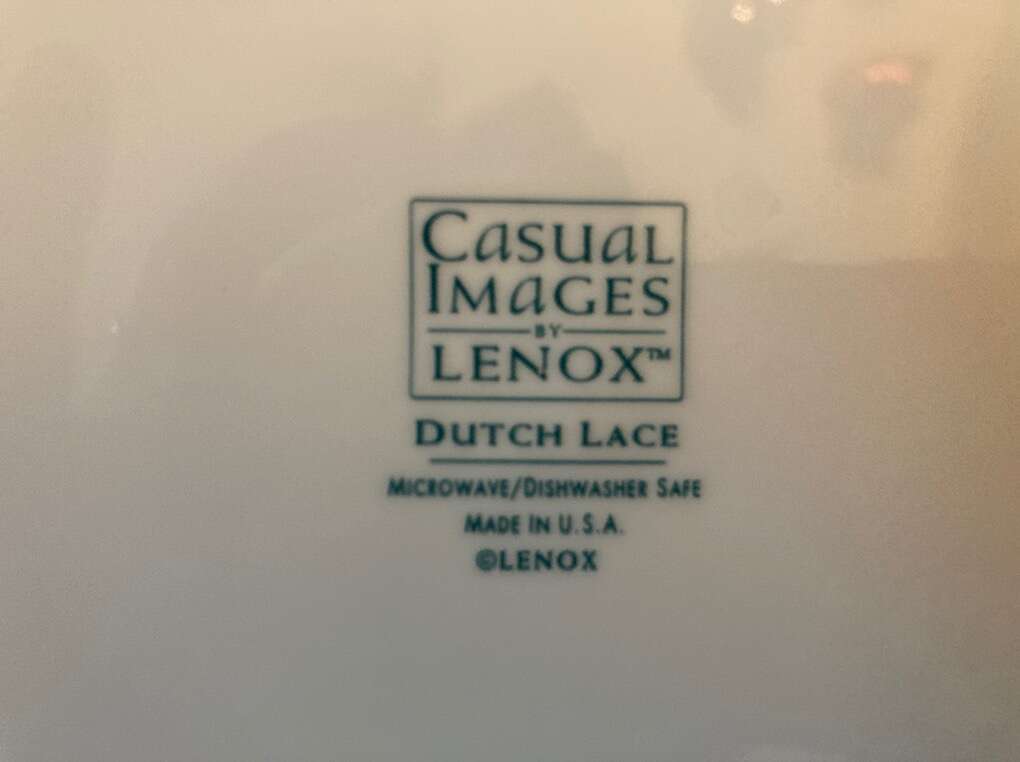 Casual
Images
BY
LENOX™
DUTCH LACE
MICROWAVE/DISHWASHER SAFE
MADE IN U.S.A.
©LENOX